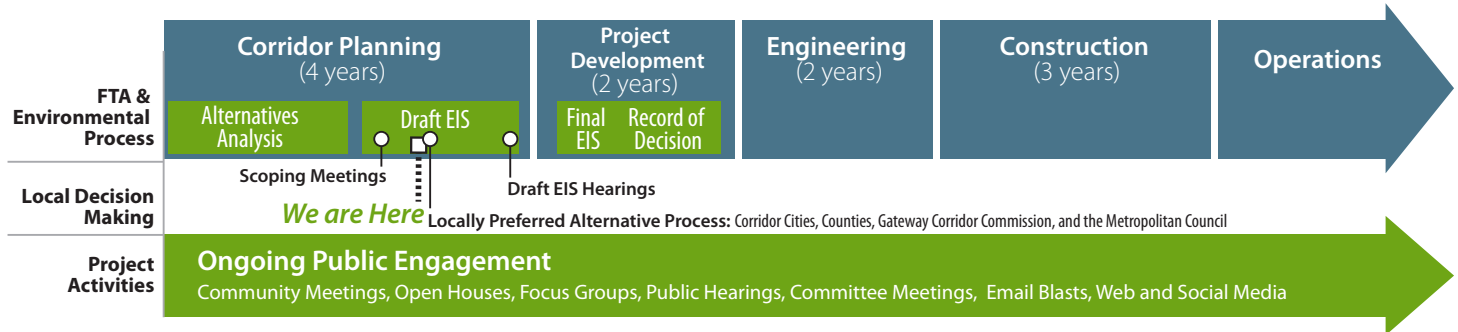 Corridor Planning
(4 years)
Project
Development
(2 years)
Engineering
(2 years)
Construction
(3 years)
Operations
FTA &
Environmental
Process
Alternatives
Analysis
Draft EIS
Final
EIS
Record of
Decision
Scoping Meetings
Draft EIS Hearings
Local Decision
Making
We are Here
Locally Preferred Alternative Process: Corridor Cities, Counties, Gateway Corridor Commission, and the Metropolitan Council
Project
Activities
Ongoing Public Engagement
Community Meetings, Open Houses, Focus Groups, Public Hearings, Committee Meetings, Email Blasts, Web and Social Media